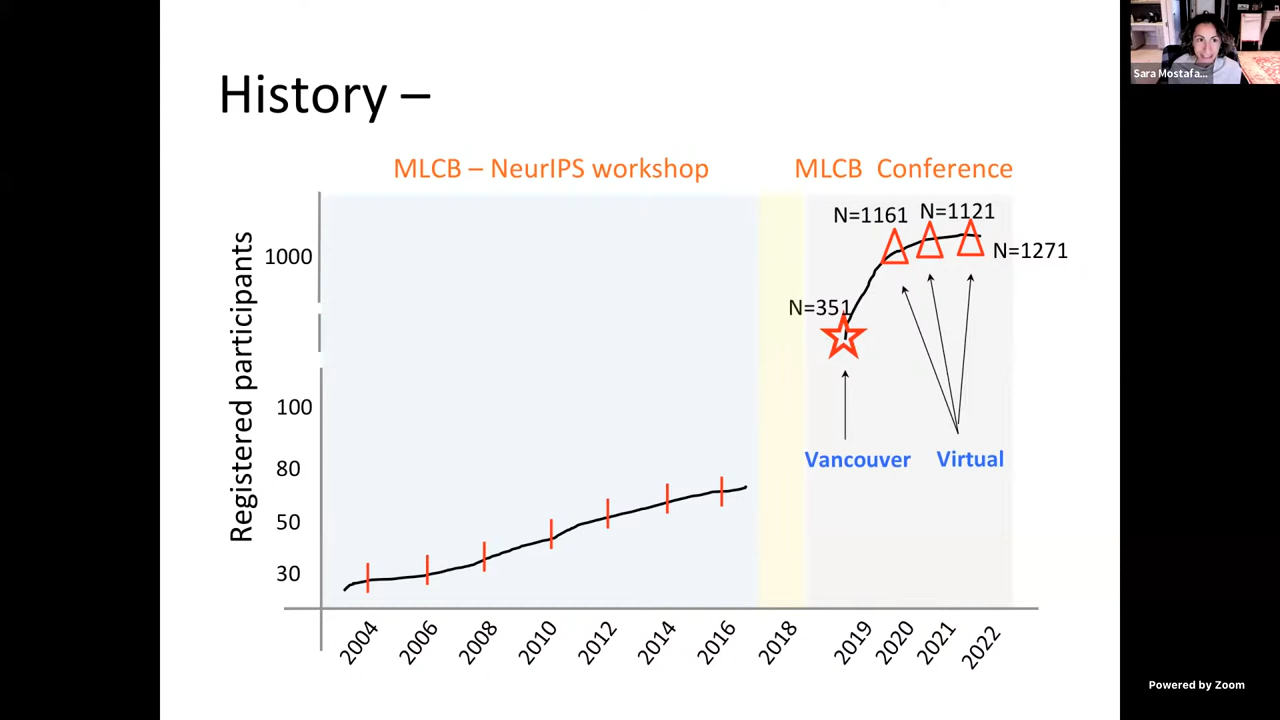 History –
MLCB – NeurIPS workshop
MLCB Conference
N=1161
N=1121
N=1271
N=351
Vancouver
Virtual
Registered participants
1000
100
80
50
30
2004
2006
2008
2010
2012
2014
2016
2018
2019
2020
2021
2022
Sara Mostafa...
Powered by Zoom